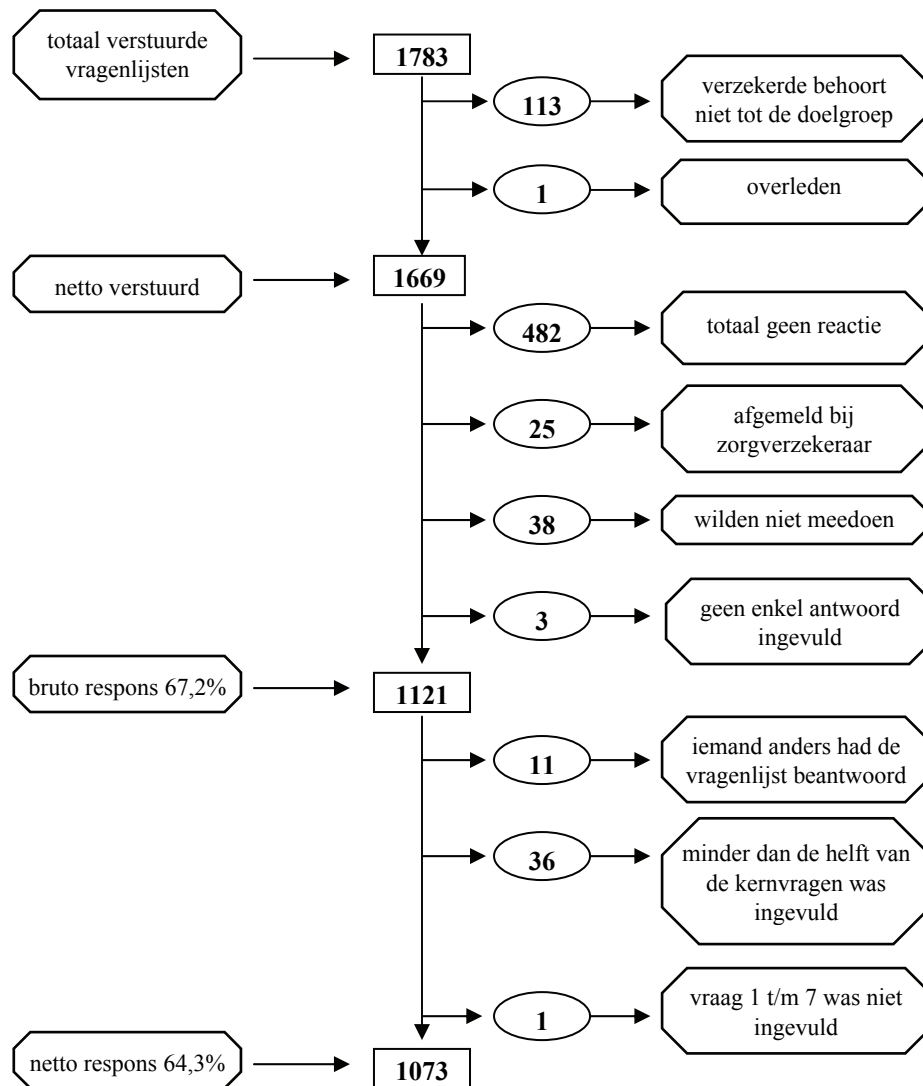 totaal verstuurde
vragenlijsten
1783
113
verzekerde behoort
niet tot de doelgroep
1
overleden
netto verstuurd
1669
482
totaal geen reactie
25
afgemeld bij
zorgverzekeraar
38
wilden niet meedoen
3
geen enkel antwoord
ingevuld
bruto respons 67,2%
1121
11
iemand anders had de
vragenlijst beantwoord
36
minder dan de helft van
de kernvragen was
ingevuld
1
vraag 1 t/m 7 was niet
ingevuld
netto respons 64,3%
1073